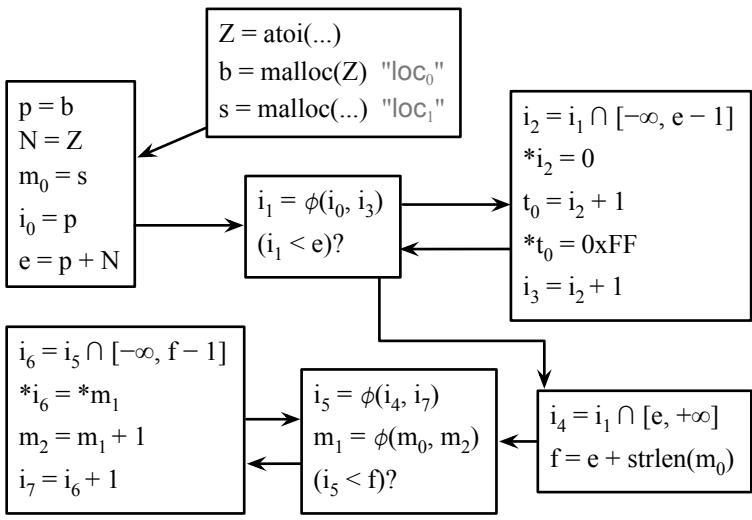 Z = atoi(...)
b = malloc(Z) "loc₀"
s = malloc(...) "loc₁"
p = b
N = Z
m₀ = s
i₀ = p
e = p + N
i₁ = ϕ(i₀, i₃)
(i₁ < e)?
i₂ = i₁ ∩ [−∞, e − 1]
*i₂ = 0
t₀ = i₂ + 1
*t₀ = 0xFF
i₃ = i₂ + 1
i₄ = i₁ ∩ [e, +∞]
f = e + strlen(m₀)
i₅ = ϕ(i₄, i₇)
m₁ = ϕ(m₀, m₂)
(i₅ < f)?
i₆ = i₅ ∩ [−∞, f − 1]
*i₆ = *m₁
m₂ = m₁ + 1
i₇ = i₆ + 1